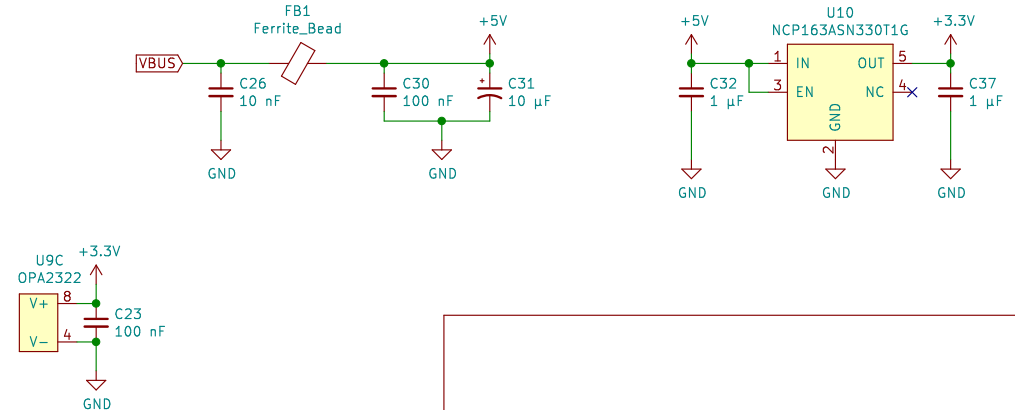 FB1
Ferrite_Bead
VBUS
C26
10 nF
GND
C30
100 nF
GND
+5V
+
C31
10 µF
+5V
C32
1 µF
GND
U10
NCP163ASN330T1G
1 IN
OUT 5
3 EN
NC 4
GND
2
GND
+3.3V
C37
1 µF
GND
U9C
OPA2322
+3.3V
V+ 8
V- 4
C23
100 nF
GND